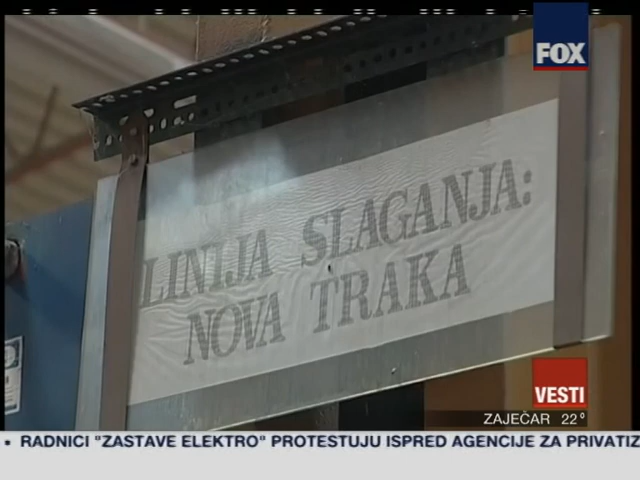 FOX
LINIJA SLAGANJA:
NOVA TRAKA
VESTI
ZAJEČAR 22°
• RADNICI "ZASTAVE ELEKTRO" PROTESTUJU ISPRED AGENCIJE ZA PRIVATIZ